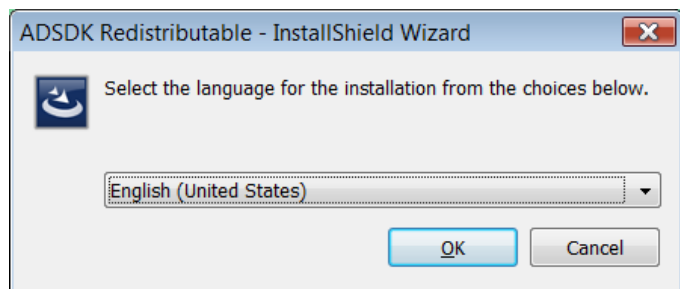 ADSDK Redistributable - InstallShield Wizard
Select the language for the installation from the choices below.
English (United States)
OK Cancel